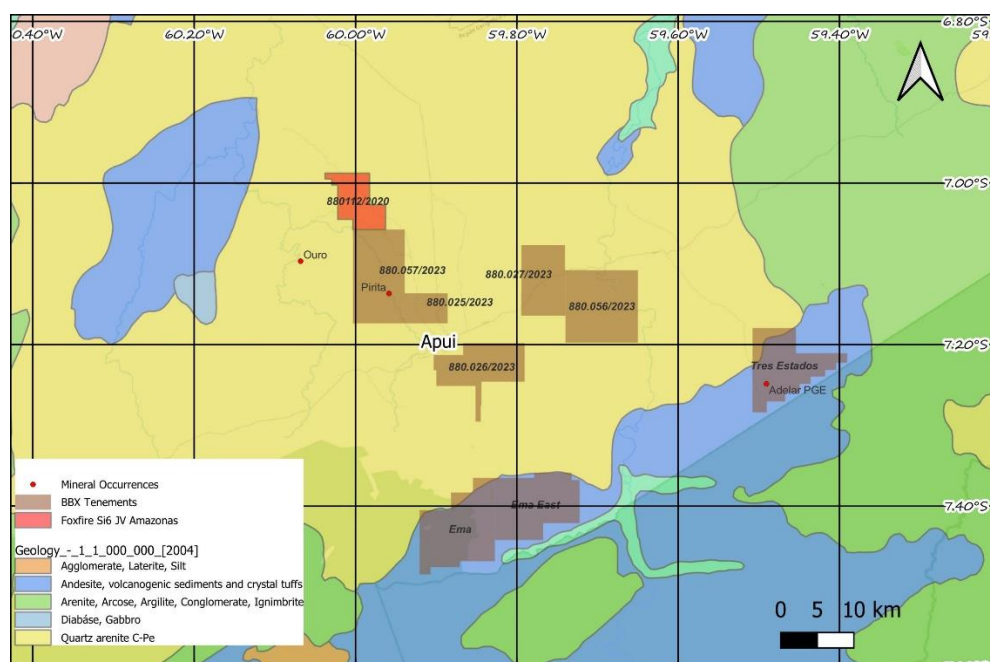 0.40°W
60.20°W
60.00°W
59.80°W
59.60°W
59.40°W
59.
6.80°S
7.00°S
880112/2020
Ouro
880.057/2023
880.027/2023
Pirita
880.025/2023
880.056/2023
Apui
7.20°S
880.026/2023
Tres Estados
Adelar PGE
7.40°S
Ema East
Ema
Mineral Occurrences
BBX Tenements
Foxfire Si6 JV Amazonas
Geology_-_1_1_000_000_[2004]
Agglomerate, Laterite, Silt
Andesite, volcanogenic sediments and crystal tuffs
Arenite, Arcose, Argilite, Conglomerate, Ignimbrite
Diabáse, Gabbro
Quartz arenite C-Pe
0 5 10 km